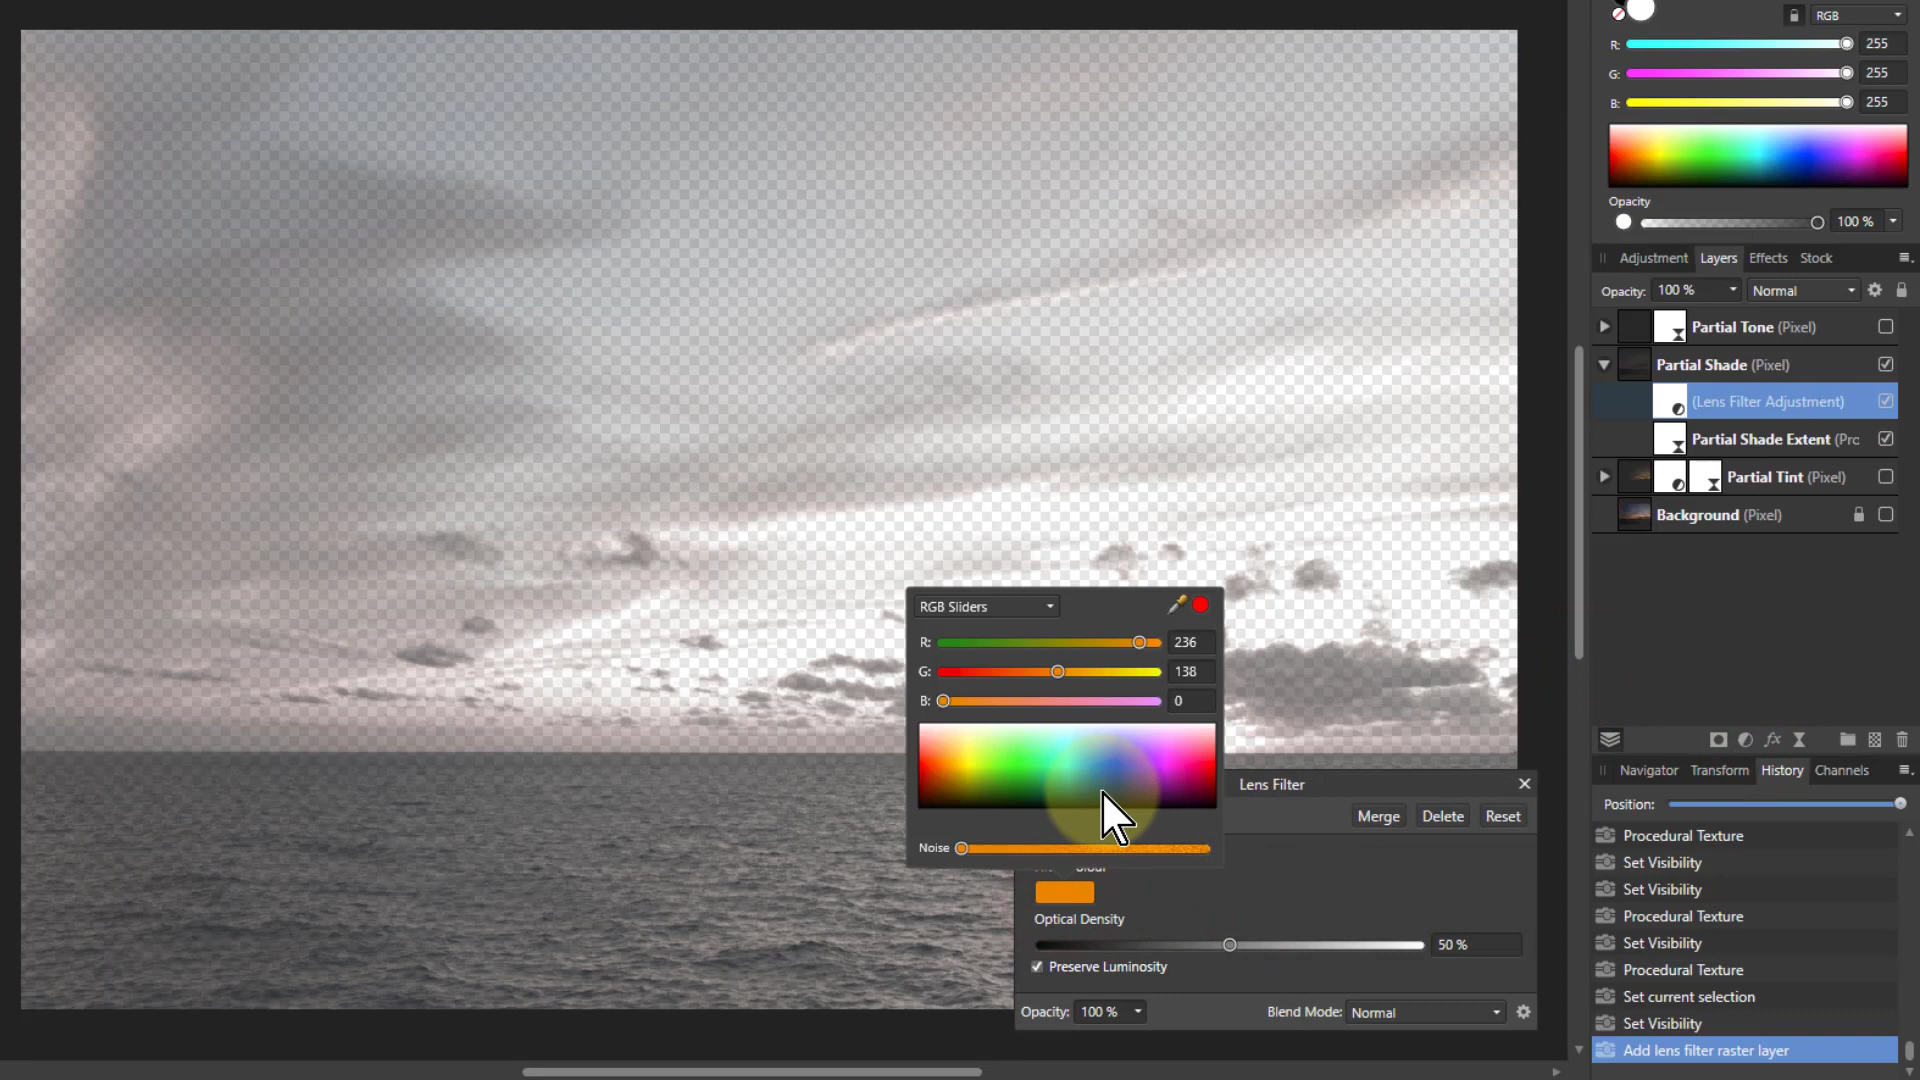 RGB
R: 255
G: 255
B: 255
Opacity
100 %
Adjustment Layers Effects Stock
Opacity: 100 % Normal
Partial Tone (Pixel)
Partial Shade (Pixel)
(Lens Filter Adjustment)
Partial Shade Extent (Prc
Partial Tint (Pixel)
Background (Pixel)
RGB Sliders
R: 236
G: 138
B: 0
Noise
Lens Filter
Merge Delete Reset
Optical Density
50 %
Preserve Luminosity
Opacity: 100 % Blend Mode: Normal
Navigator Transform History Channels
Position:
Procedural Texture
Set Visibility
Set Visibility
Procedural Texture
Set Visibility
Procedural Texture
Set current selection
Set Visibility
Add lens filter raster layer